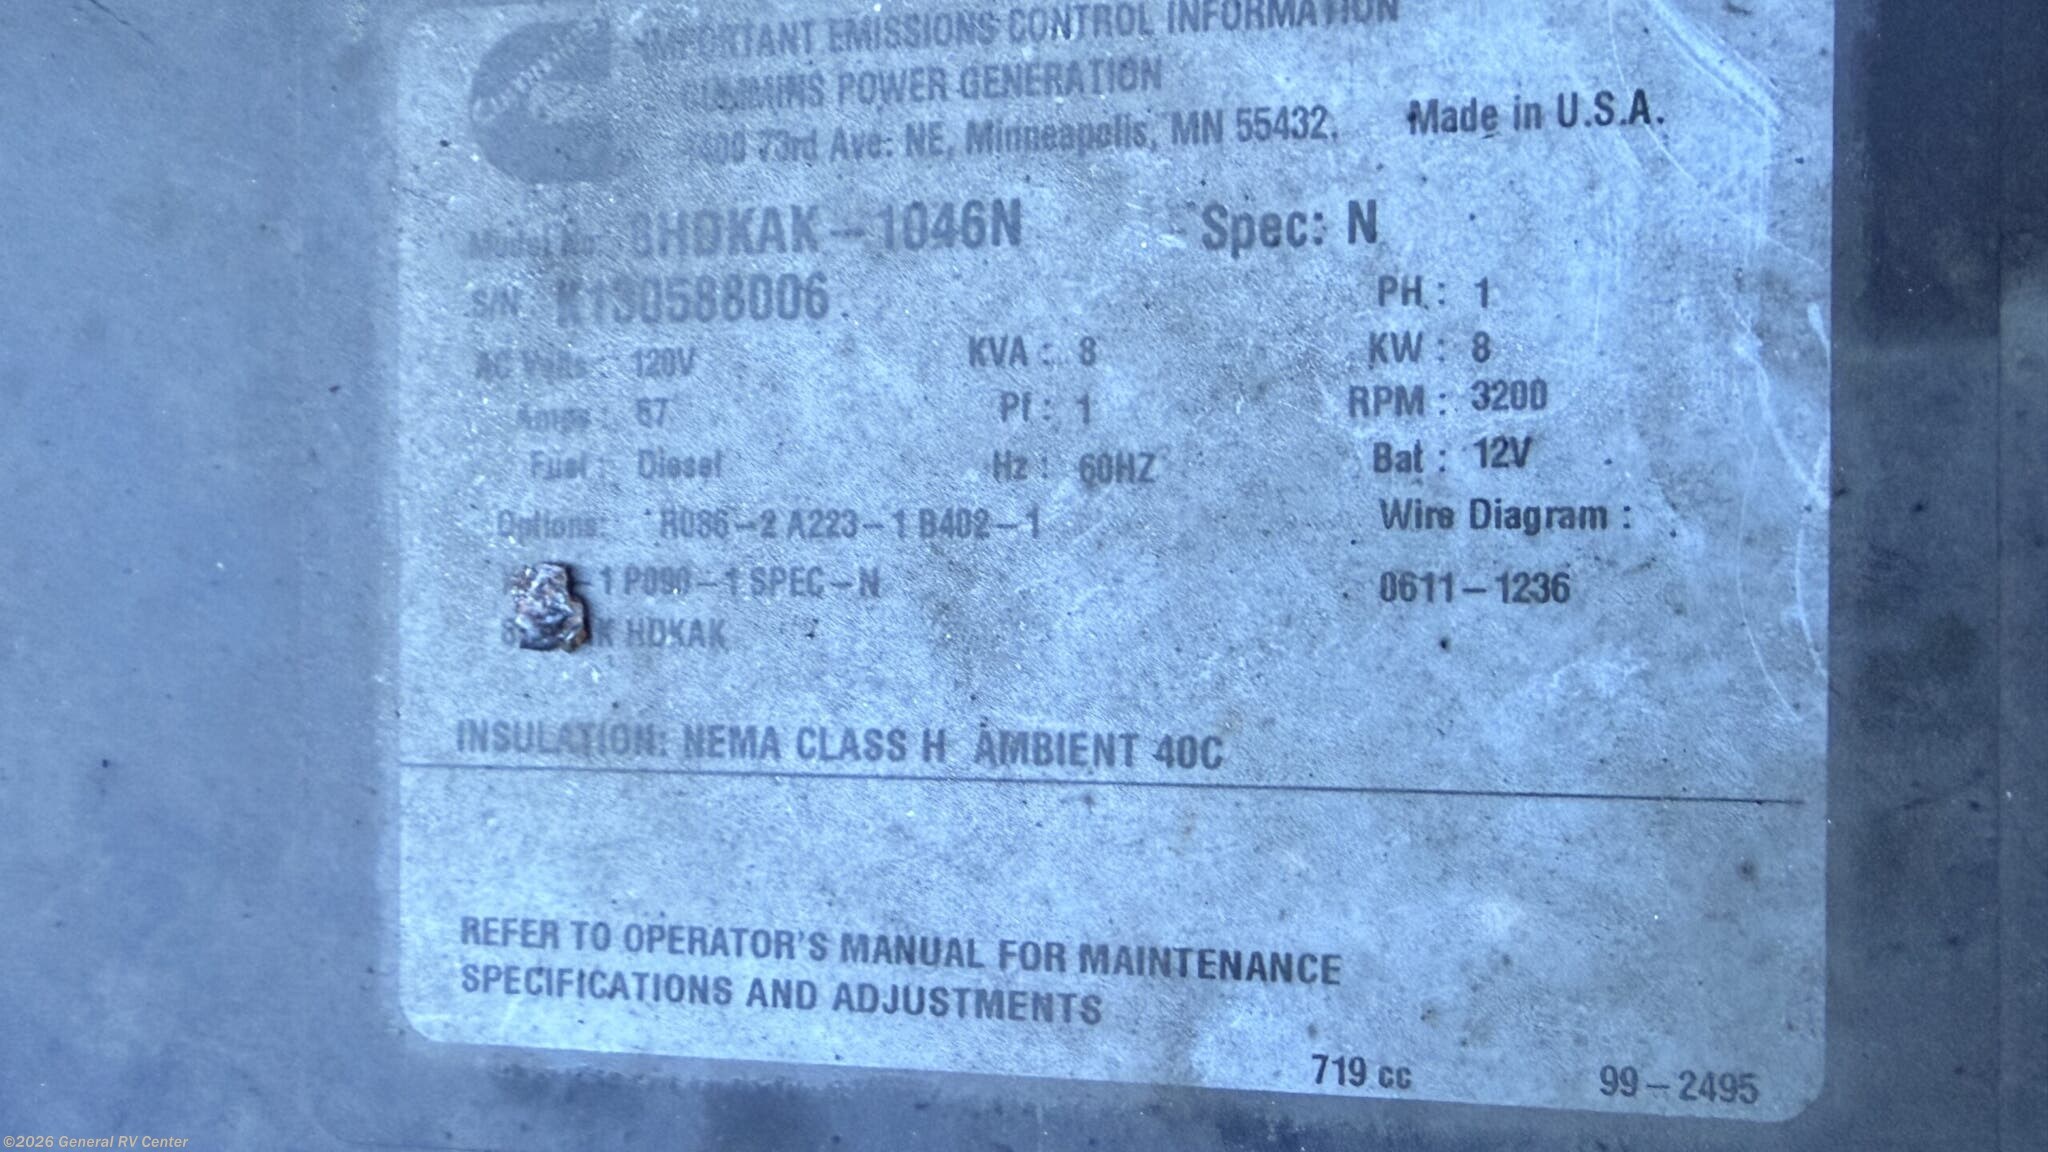 Cummins
IMPORTANT EMISSIONS CONTROL INFORMATION
CUMMINS POWER GENERATION
1400 73rd Ave. NE, Minneapolis, MN 55432. Made in U.S.A.
Model No: 8HDKAK-1046N Spec: N
S/N: K130588006 PH : 1
AC Volts : 120V KVA : 8 KW : 8
Amps : 67 Pf : 1 RPM : 3200
Fuel : Diesel Hz : 60HZ Bat : 12V
Options: R086-2 A223-1 B402-1 Wire Diagram :
-1 P090-1 SPEC-N 0611-1236
HDKAK
INSULATION: NEMA CLASS H AMBIENT 40C
REFER TO OPERATOR'S MANUAL FOR MAINTENANCE
SPECIFICATIONS AND ADJUSTMENTS
719 cc 99-2495
©2026 General RV Center